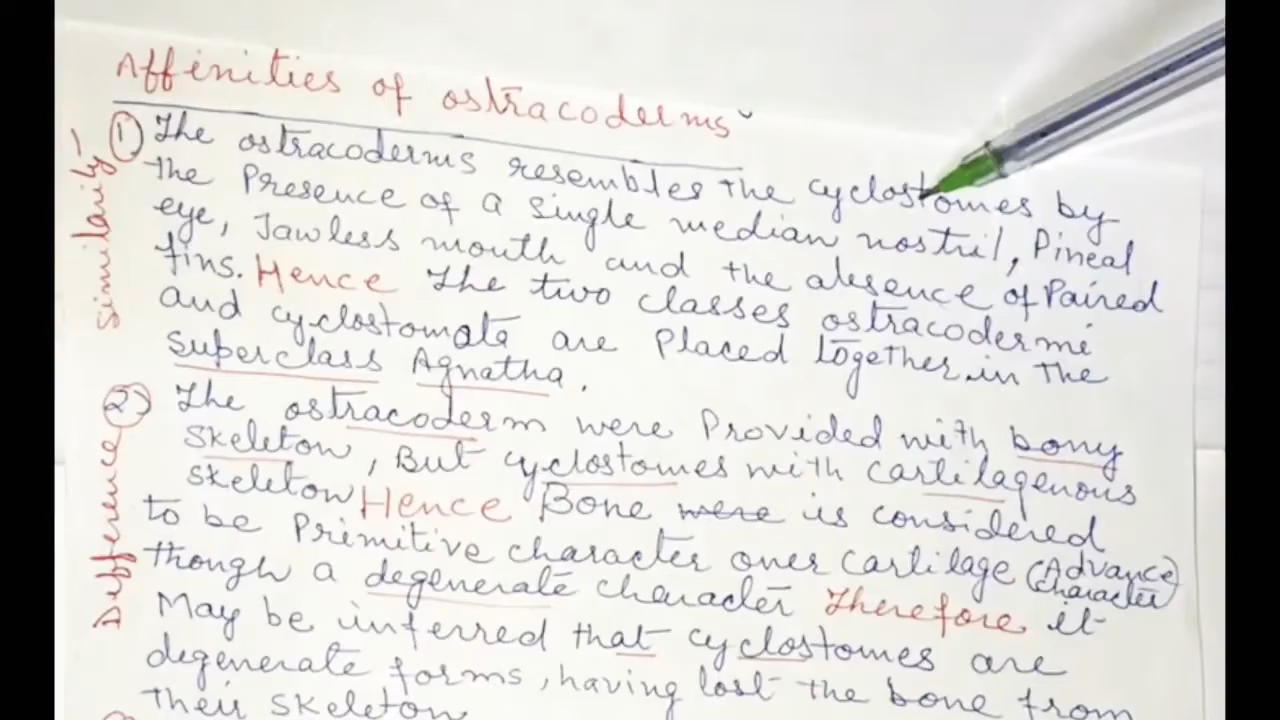 Affinities of ostracoderms
similarity-
① The ostracoderms resembles the cyclostomes by
the Presence of a single median nostril, Pineal
eye, Jawless mouth and the absence of Paired
fins. Hence The two classes ostracodermi
and cyclostomate are Placed together in the
Superclass Agnatha.
Defference
② The ostracoderm were Provided with bony
skeleton, But cyclostomes with cartilagenous
skeleton Hence Bone were is considered
to be Primitive character over cartilage (Advance character)
though a degenerate character Therefore it
May be inferred that cyclostomes are
degenerate forms, having lost the bone from
their skeleton